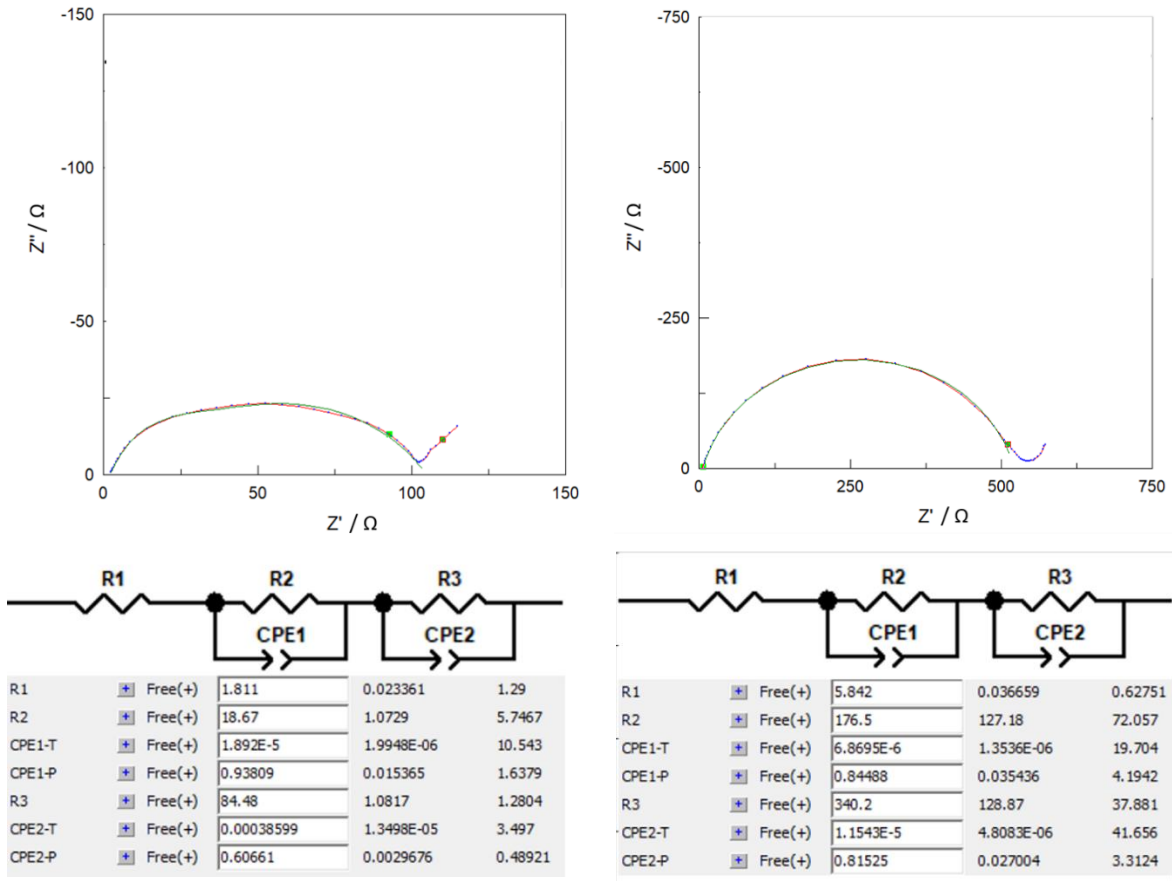 -150
-100
-50
0
Z'' / Ω
0
50
100
150
Z' / Ω
-750
-500
-250
0
Z'' / Ω
0
250
500
750
Z' / Ω
R1 R2 R3
CPE1 CPE2
R1 + Free(+) 1.811 0.023361 1.29
R2 + Free(+) 18.67 1.0729 5.7467
CPE1-T + Free(+) 1.892E-5 1.9948E-06 10.543
CPE1-P + Free(+) 0.93809 0.015365 1.6379
R3 + Free(+) 84.48 1.0817 1.2804
CPE2-T + Free(+) 0.00038599 1.3498E-05 3.497
CPE2-P + Free(+) 0.60661 0.0029676 0.48921
R1 R2 R3
CPE1 CPE2
R1 + Free(+) 5.842 0.036659 0.62751
R2 + Free(+) 176.5 127.18 72.057
CPE1-T + Free(+) 6.8695E-6 1.3536E-06 19.704
CPE1-P + Free(+) 0.84488 0.035436 4.1942
R3 + Free(+) 340.2 128.87 37.881
CPE2-T + Free(+) 1.1543E-5 4.8083E-06 41.656
CPE2-P + Free(+) 0.81525 0.027004 3.3124